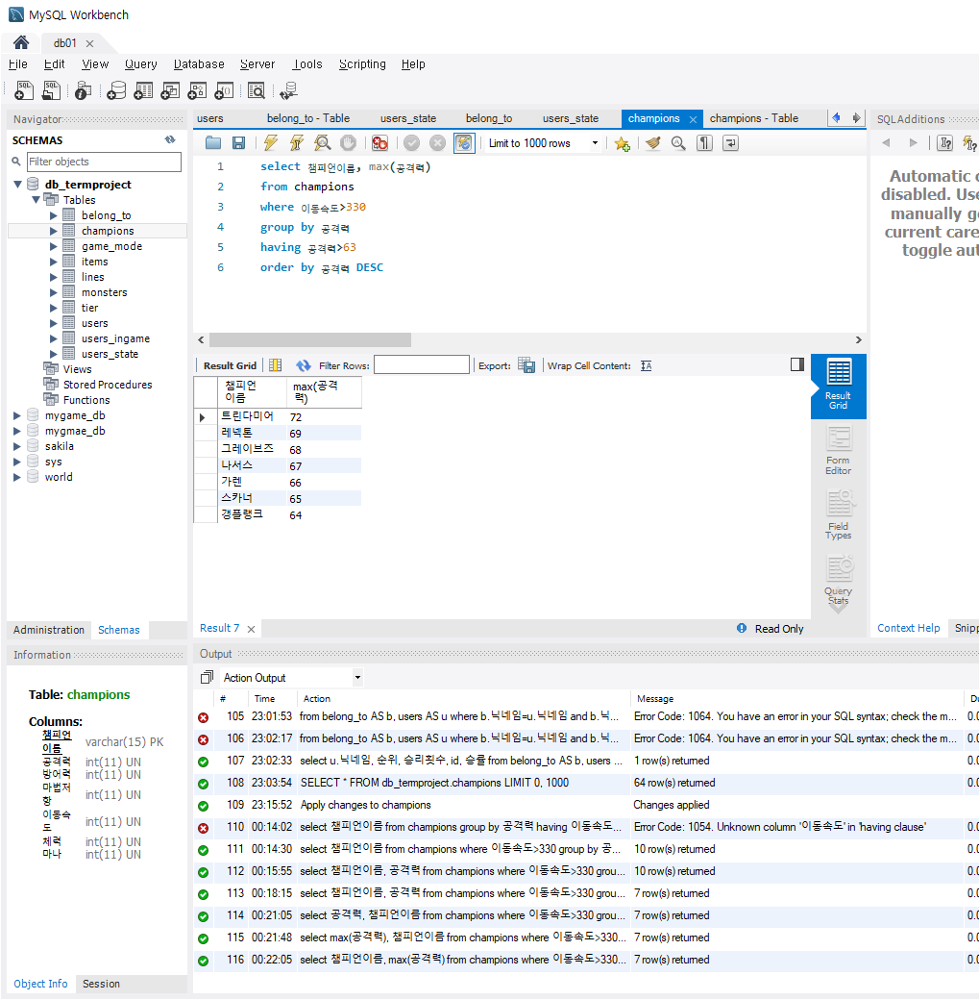 MySQL Workbench
db01
File Edit View Query Database Server Tools Scripting Help
Navigator
SCHEMAS
Filter objects
db_termproject
Tables
belong_to
champions
game_mode
items
lines
monsters
tier
users
users_ingame
users_state
Views
Stored Procedures
Functions
mygame_db
mygmae_db
sakila
sys
world
Administration Schemas
Information
Table: champions
Columns:
챔피언
이름 varchar(15) PK
공격력 int(11) UN
방어력 int(11) UN
마법저
항 int(11) UN
이동속
도 int(11) UN
체력 int(11) UN
마나 int(11) UN
Object Info Session
users belong_to - Table users_state belong_to users_state champions champions - Table
Limit to 1000 rows
1 select 챔피언이름, max(공격력)
2 from champions
3 where 이동속도>330
4 group by 공격력
5 having 공격력>63
6 order by 공격력 DESC
Result Grid Filter Rows: Export: Wrap Cell Content:
챔피언
이름
max(공격
력)
트린다미어 72
레넥톤 69
그레이브즈 68
나서스 67
가렌 66
스카너 65
갱플랭크 64
Result
Grid
Form
Editor
Field
Types
Query
Stats
Result 7
Read Only
SQLAdditions
Automatic c
disabled. Use
manually ge
current care
toggle aut
Context Help Snipp
Output
Action Output
# Time Action Message Du
105 23:01:53 from belong_to AS b, users AS u where b.닉네임=u.닉네임 and b.닉... Error Code: 1064. You have an error in your SQL syntax; check the m... 0.0
106 23:02:17 from belong_to AS b, users AS u where b.닉네임=u.닉네임 and b.닉... Error Code: 1064. You have an error in your SQL syntax; check the m... 0.0
107 23:02:33 select u.닉네임, 순위, 승리횟수, id, 승률 from belong_to AS b, users ... 1 row(s) returned 0.0
108 23:03:54 SELECT * FROM db_termproject.champions LIMIT 0, 1000 64 row(s) returned 0.0
109 23:15:52 Apply changes to champions Changes applied
110 00:14:02 select 챔피언이름 from champions group by 공격력 having 이동속도... Error Code: 1054. Unknown column '이동속도' in 'having clause' 0.0
111 00:14:30 select 챔피언이름 from champions where 이동속도>330 group by 공... 10 row(s) returned 0.0
112 00:15:55 select 챔피언이름, 공격력 from champions where 이동속도>330 grou... 10 row(s) returned 0.0
113 00:18:15 select 챔피언이름, 공격력 from champions where 이동속도>330 grou... 7 row(s) returned 0.0
114 00:21:05 select 공격력, 챔피언이름 from champions where 이동속도>330 grou... 7 row(s) returned 0.0
115 00:21:48 select max(공격력), 챔피언이름 from champions where 이동속도>330... 7 row(s) returned 0.0
116 00:22:05 select 챔피언이름, max(공격력) from champions where 이동속도>330... 7 row(s) returned 0.0